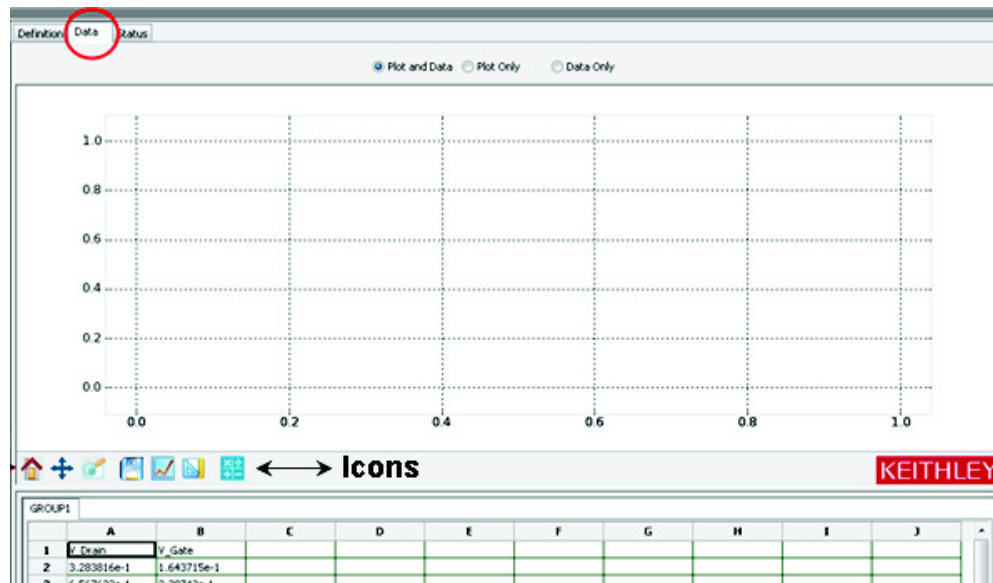 Definition Data Status
Plot and Data Plot Only Data Only
1.0
0.8
0.6
0.4
0.2
0.0
0.0 0.2 0.4 0.6 0.8 1.0
Icons
KEITHLEY
GROUP1
A B C D E F G H I J
1 V_Drain V_Gate
2 3.283816e-1 1.643715e-1